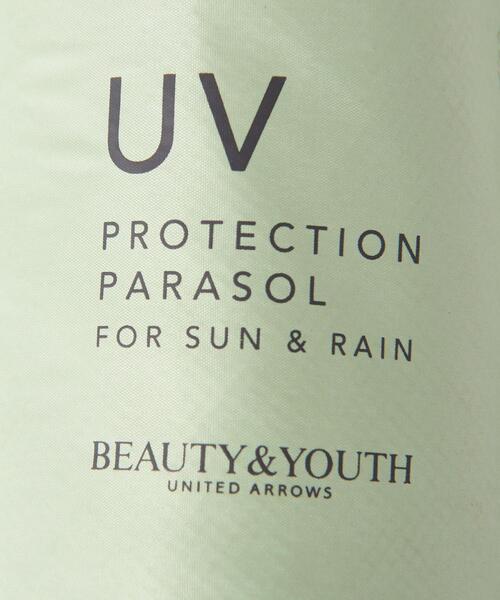 UV
PROTECTION
PARASOL
FOR SUN & RAIN
BEAUTY&YOUTH
UNITED ARROWS